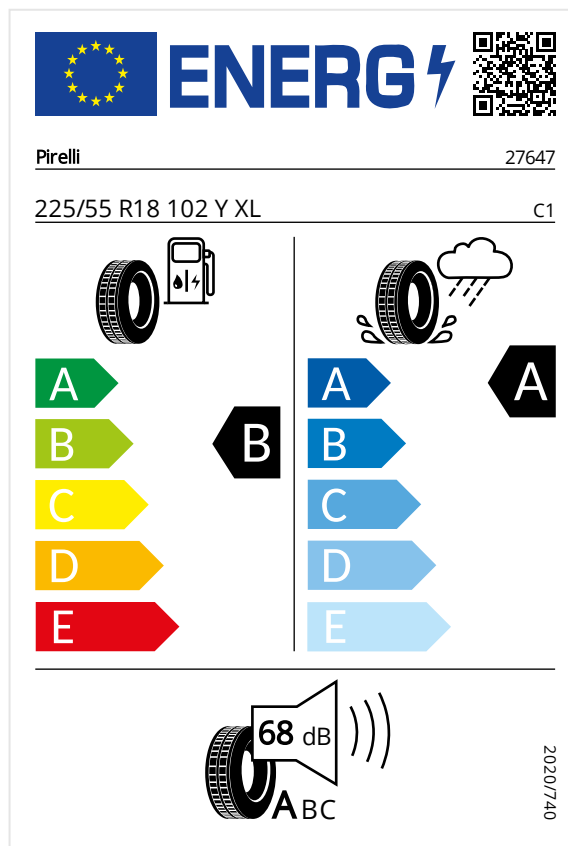 ENERG
Pirelli 27647
225/55 R18 102 Y XL C1
A A A
B B B
C C
D D
E E
68 dB
ABC
2020/740